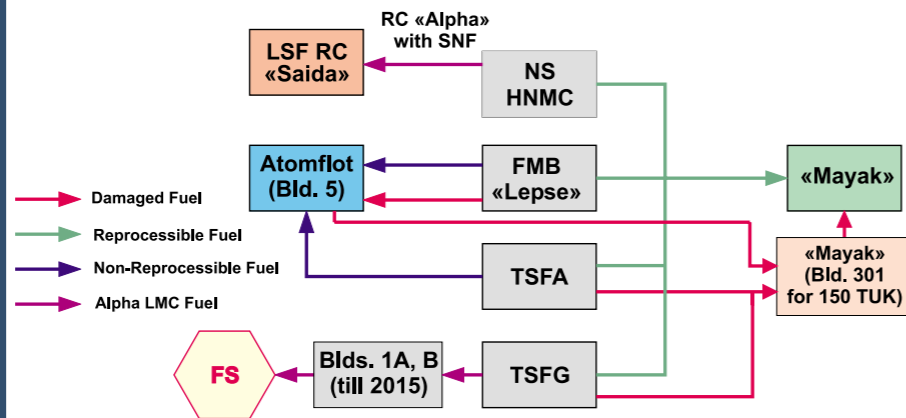 RC «Alpha»
with SNF
LSF RC
«Saida»
NS
HNMC
Atomflot
(Bld. 5)
FMB
«Lepse»
«Mayak»
Damaged Fuel
Reprocessible Fuel
Non-Reprocessible Fuel
Alpha LMC Fuel
TSFA
«Mayak»
(Bld. 301
for 150 TUK)
FS
Blds. 1A, B
(till 2015)
TSFG